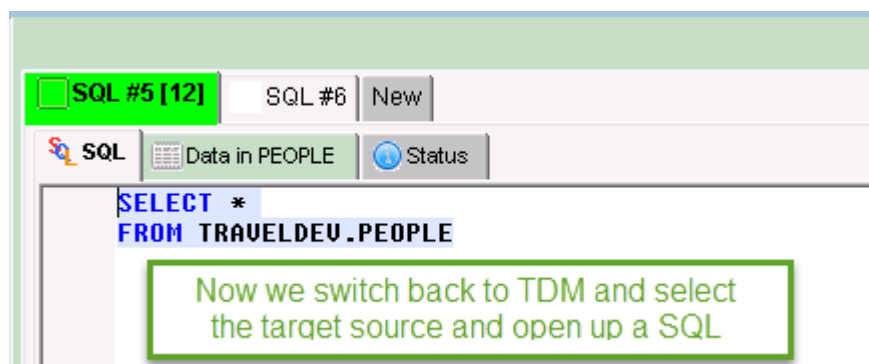 SQL #5 [12] SQL #6 New
SQL Data in PEOPLE Status
SELECT *
FROM TRAVELDEV.PEOPLE
Now we switch back to TDM and select
the target source and open up a SQL